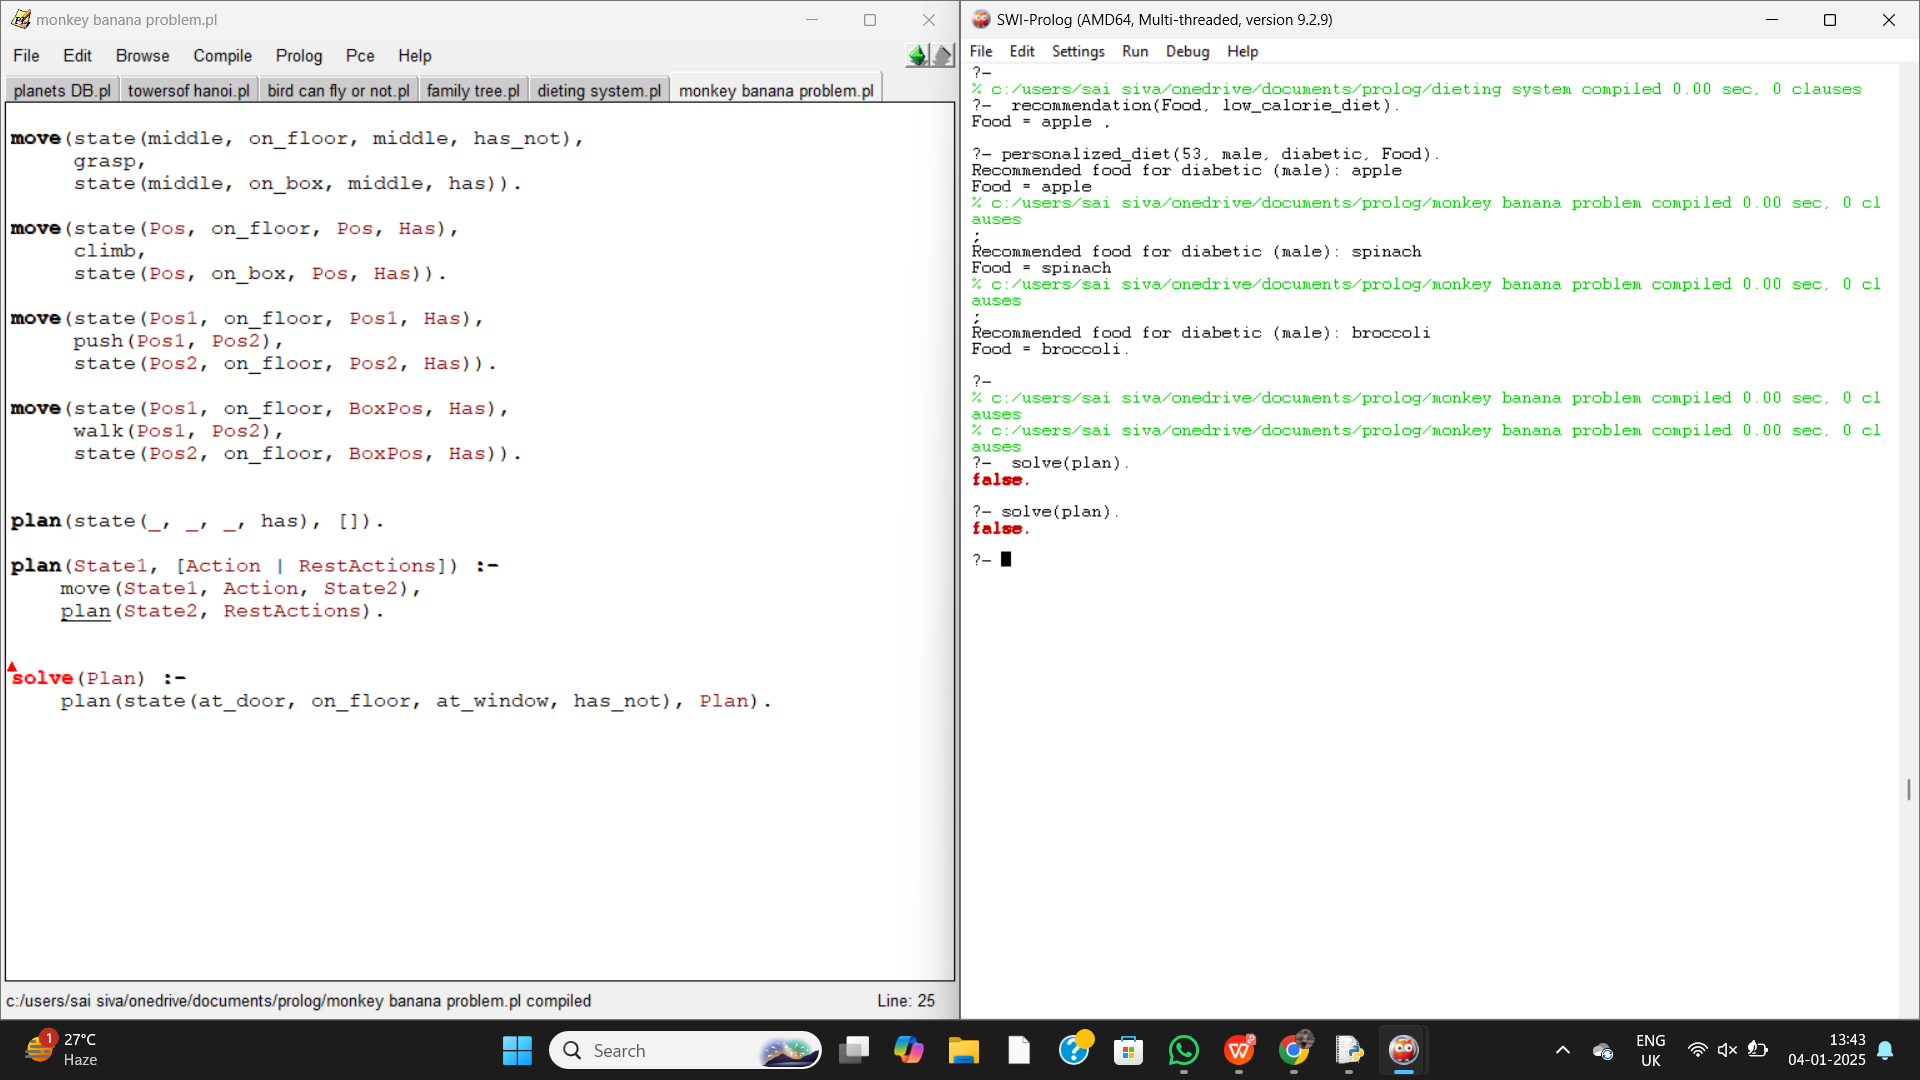 monkey banana problem.pl
File Edit Browse Compile Prolog Pce Help
planets DB.pl towersof hanoi.pl bird can fly or not.pl family tree.pl dieting system.pl monkey banana problem.pl
move(state(middle, on_floor, middle, has_not),
     grasp,
     state(middle, on_box, middle, has)).
move(state(Pos, on_floor, Pos, Has),
     climb,
     state(Pos, on_box, Pos, Has)).
move(state(Pos1, on_floor, Pos1, Has),
     push(Pos1, Pos2),
     state(Pos2, on_floor, Pos2, Has)).
move(state(Pos1, on_floor, BoxPos, Has),
     walk(Pos1, Pos2),
     state(Pos2, on_floor, BoxPos, Has)).
plan(state(_, _, _, has), []).
plan(State1, [Action | RestActions]) :-
    move(State1, Action, State2),
    plan(State2, RestActions).
solve(Plan) :-
    plan(state(at_door, on_floor, at_window, has_not), Plan).
c:/users/sai siva/onedrive/documents/prolog/monkey banana problem.pl compiled
Line: 25
SWI-Prolog (AMD64, Multi-threaded, version 9.2.9)
File Edit Settings Run Debug Help
?-
% c:/users/sai siva/onedrive/documents/prolog/dieting system compiled 0.00 sec, 0 clauses
?-  recommendation(Food, low_calorie_diet).
Food = apple .
?- personalized_diet(53, male, diabetic, Food).
Recommended food for diabetic (male): apple
Food = apple
% c:/users/sai siva/onedrive/documents/prolog/monkey banana problem compiled 0.00 sec, 0 cl
auses
;
Recommended food for diabetic (male): spinach
Food = spinach
% c:/users/sai siva/onedrive/documents/prolog/monkey banana problem compiled 0.00 sec, 0 cl
auses
;
Recommended food for diabetic (male): broccoli
Food = broccoli.
?-
% c:/users/sai siva/onedrive/documents/prolog/monkey banana problem compiled 0.00 sec, 0 cl
auses
% c:/users/sai siva/onedrive/documents/prolog/monkey banana problem compiled 0.00 sec, 0 cl
auses
?-  solve(plan).
false.
?- solve(plan).
false.
?-
1
27°C
Haze
Search
ENG
UK
13:43
04-01-2025